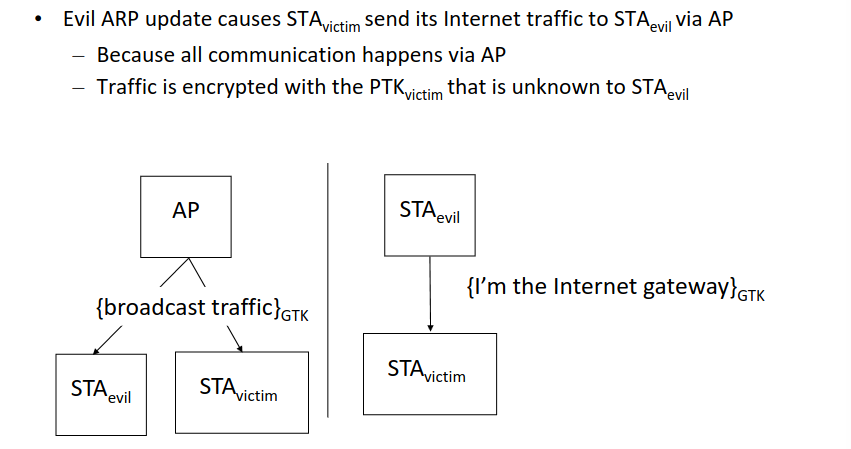 • Evil ARP update causes STAvictim send its Internet traffic to STAevil via AP
– Because all communication happens via AP
– Traffic is encrypted with the PTKvictim that is unknown to STAevil
AP
{broadcast traffic}GTK
STAevil
STAvictim
STAevil
{I'm the Internet gateway}GTK
STAvictim